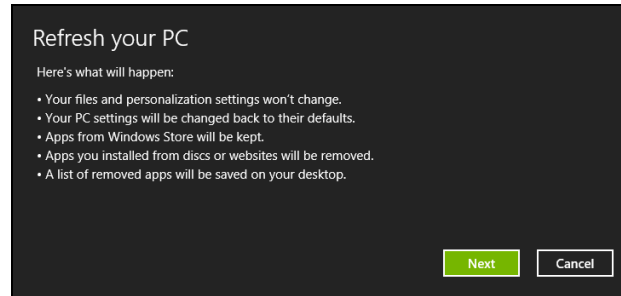 Refresh your PC
Here's what will happen:
• Your files and personalization settings won't change.
• Your PC settings will be changed back to their defaults.
• Apps from Windows Store will be kept.
• Apps you installed from discs or websites will be removed.
• A list of removed apps will be saved on your desktop.
Next Cancel